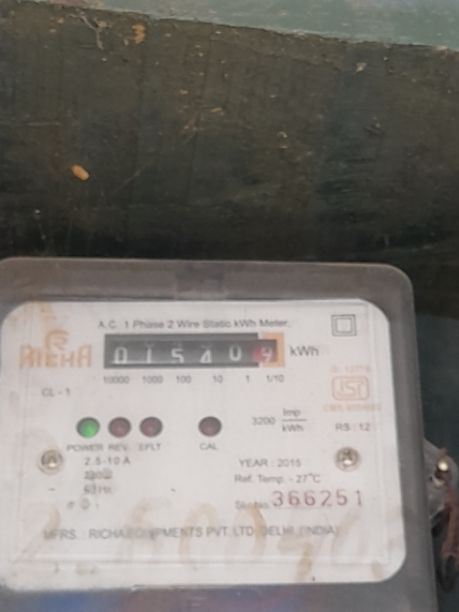 A.C. 1 Phase 2 Wire Static kWh Meter.
RICHA
01540 9 kWh
10000 1000 100 10 1 1/10
CL - 1
ISI
3200 Imp/kWh
RS : 12
POWER REV. EFLT CAL
2.5-10 A
YEAR : 2015
Ref. Temp. - 27°C
366251
MFRS. : RICHA EQUIPMENTS PVT. LTD. DELHI (INDIA)